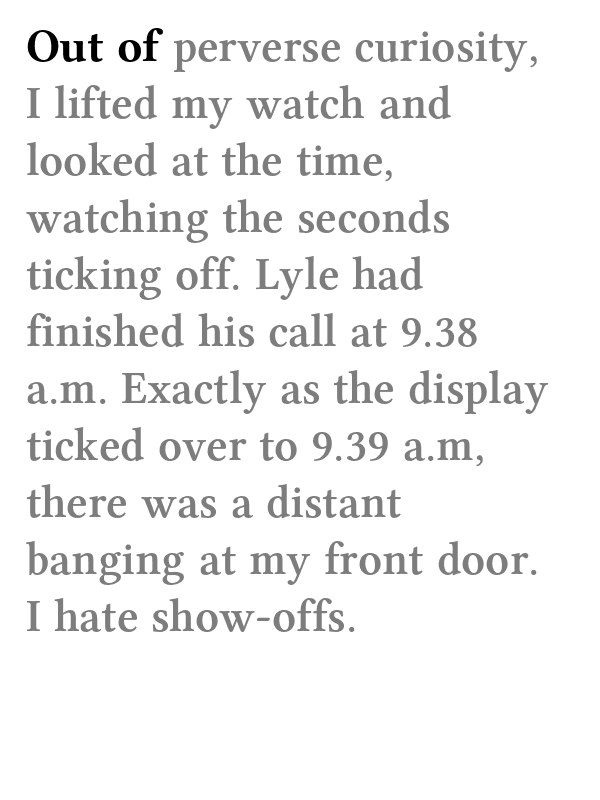 Out of perverse curiosity,
I lifted my watch and
looked at the time,
watching the seconds
ticking off. Lyle had
finished his call at 9.38
a.m. Exactly as the display
ticked over to 9.39 a.m,
there was a distant
banging at my front door.
I hate show-offs.